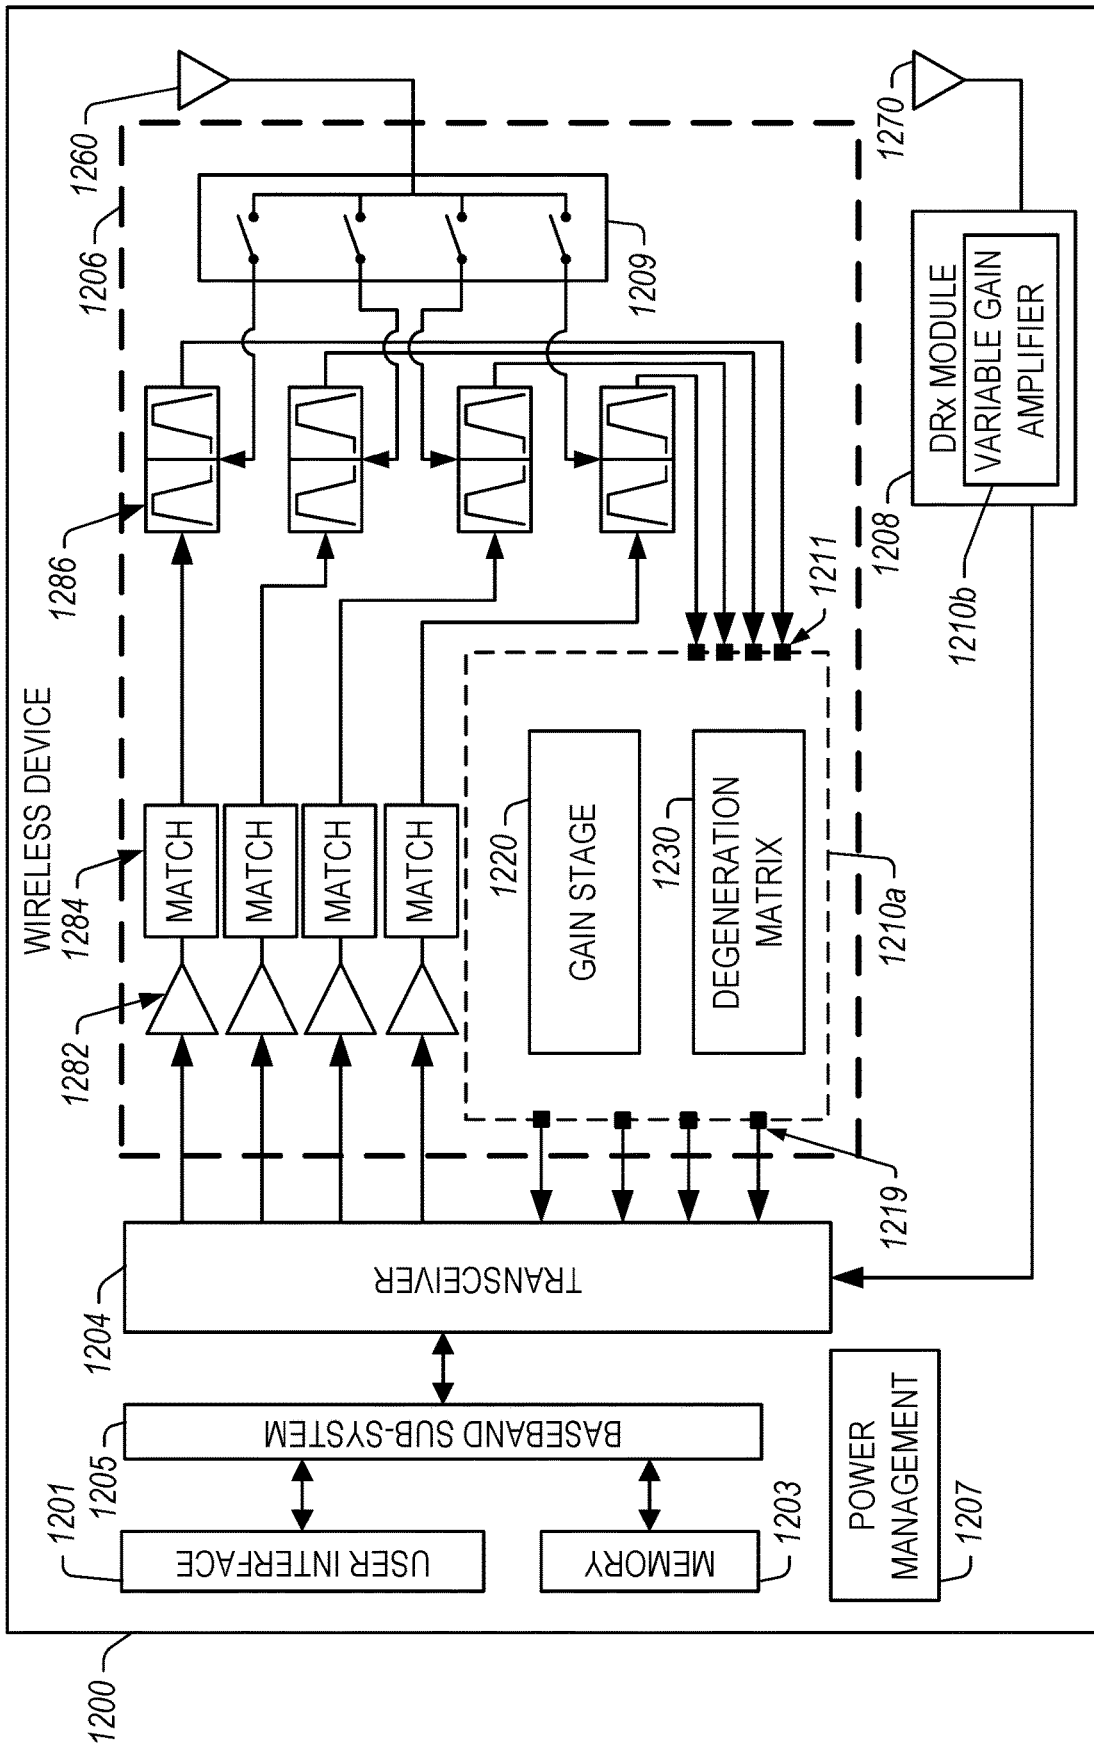 1200
WIRELESS DEVICE
1201
USER INTERFACE
1203
MEMORY
1205
BASEBAND SUB-SYSTEM
1207
POWER
MANAGEMENT
1204
TRANSCEIVER
1282
1284
MATCH
MATCH
MATCH
MATCH
1286
1206
1260
1209
1220
GAIN STAGE
1230
DEGENERATION
MATRIX
1210a
1211
1219
1208
DRx MODULE
VARIABLE GAIN
AMPLIFIER
1210b
1270